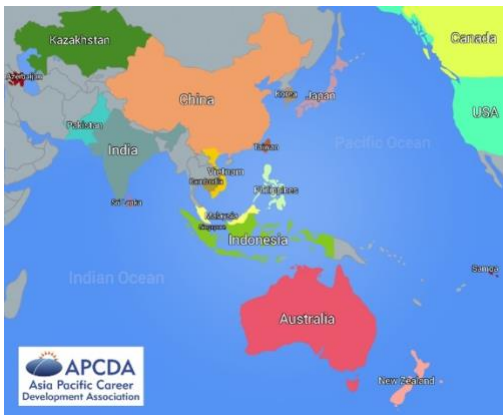 Kazakhstan
Canada
Azerbaijan
China
Korea
Japan
USA
Pakistan
Pacific Ocean
India
Taiwan
Vietnam
Cambodia
Philippines
Sri Lanka
Malaysia
Singapore
Indonesia
Samoa
Indian Ocean
Australia
New Zealand
APCDA
Asia Pacific Career
Development Association